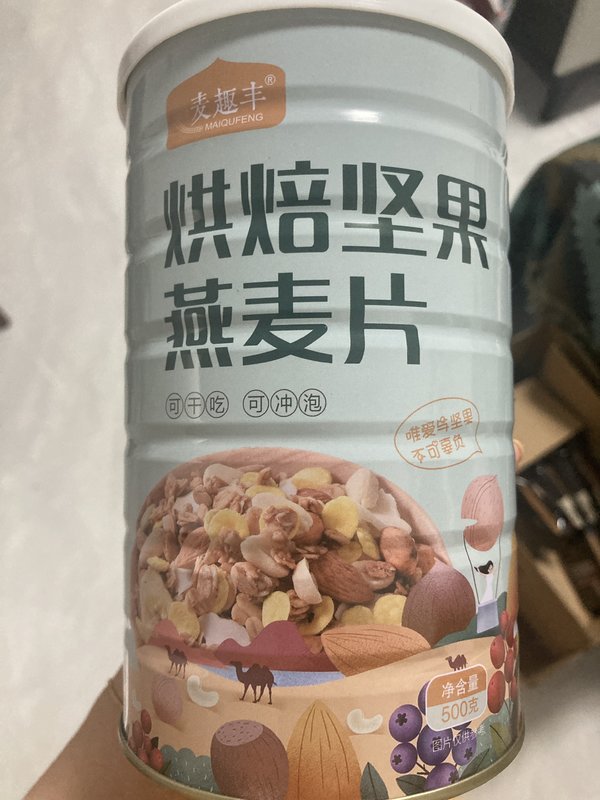 麦趣丰®
MAIQUFENG
烘焙坚果
燕麦片
可干吃 可冲泡
唯爱与坚果
不可辜负
净含量
500克
图片仅供参考